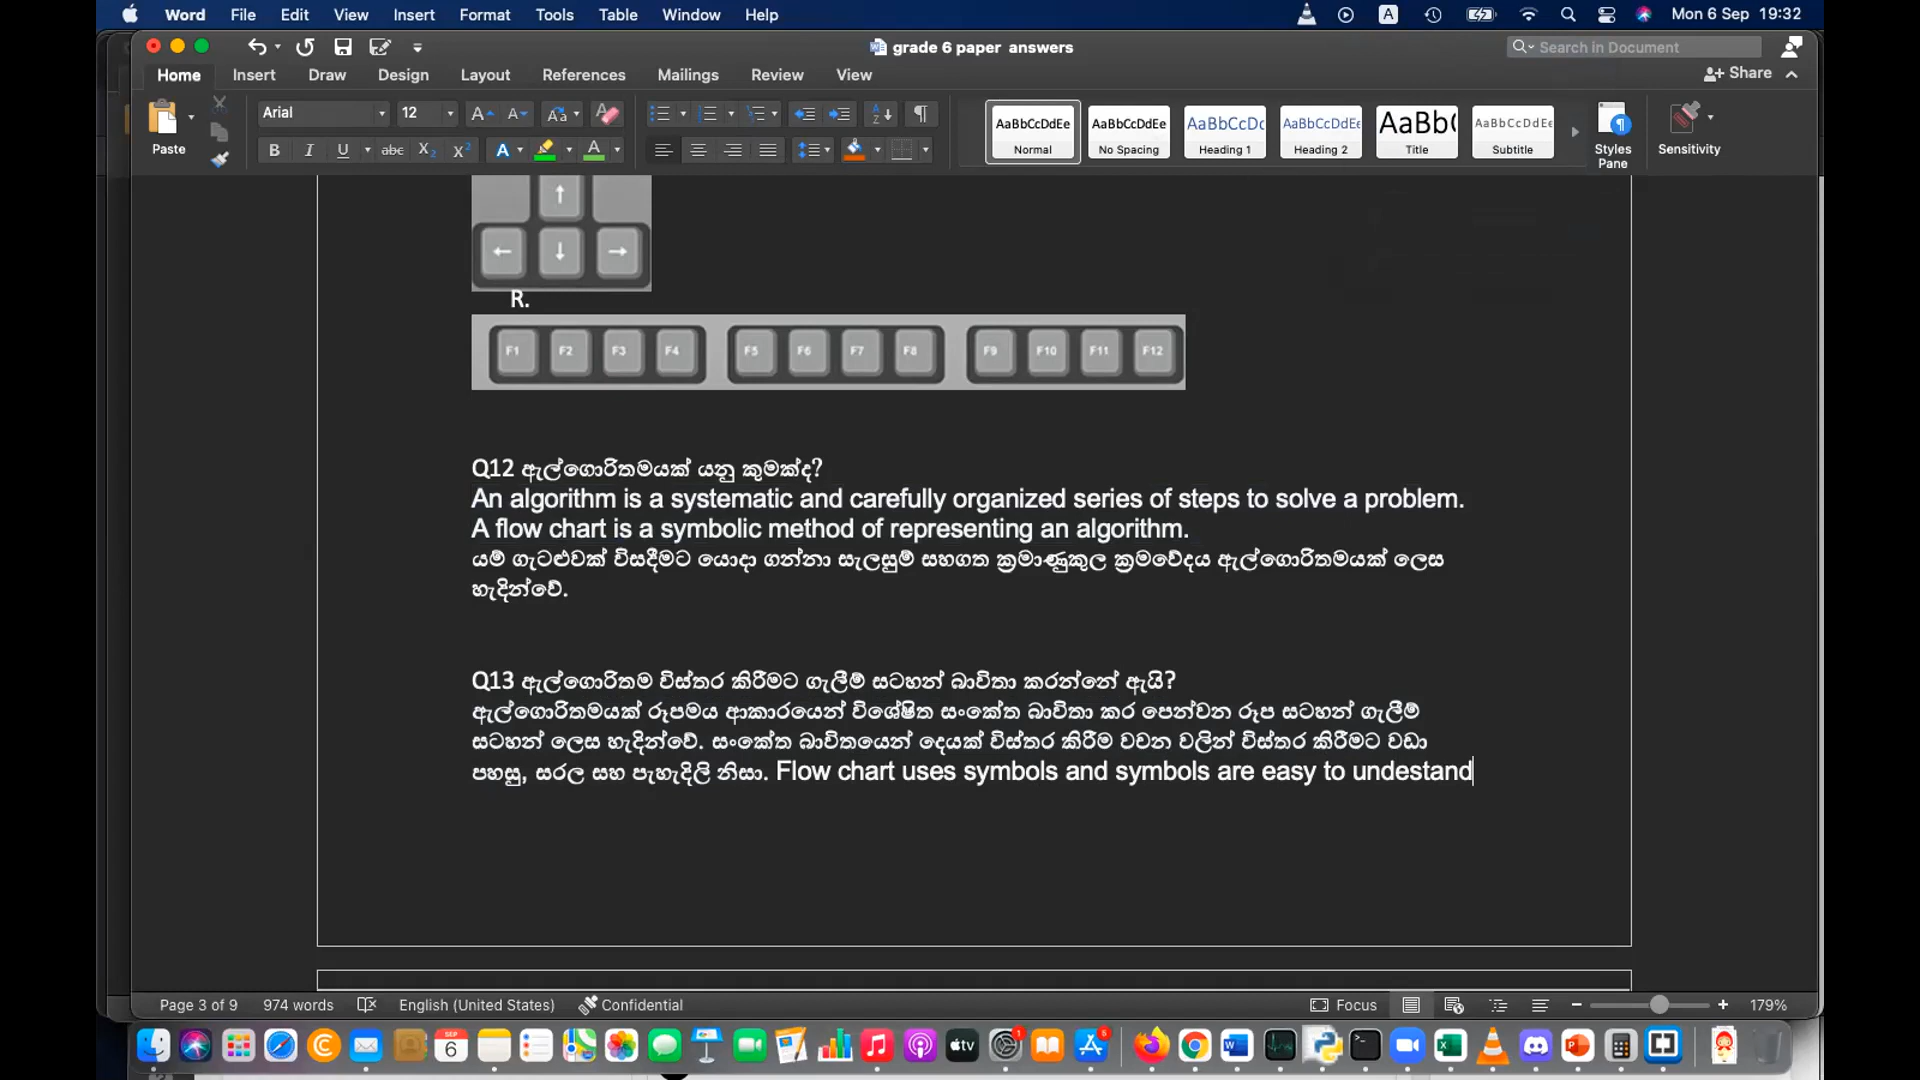 Word File Edit View Insert Format Tools Table Window Help
A
Mon 6 Sep 19:32
grade 6 paper answers
Search in Document
Home Insert Draw Design Layout References Mailings Review View
Share
Paste
Arial
12
AaBbCcDdEe AaBbCcDdEe AaBbCcDc AaBbCcDdEe AaBb( AaBbCcDdEe
Normal No Spacing Heading 1 Heading 2 Title Subtitle
Styles Pane
Sensitivity
B I U abc X₂ X² A A
↑
← ↓ →
R.
F1 F2 F3 F4 F5 F6 F7 F8 F9 F10 F11 F12
Q12 ඇල්ගොරිතමයක් යනු කුමක්ද?
An algorithm is a systematic and carefully organized series of steps to solve a problem.
A flow chart is a symbolic method of representing an algorithm.
යම් ගැටළුවක් විසදීමට යොදා ගන්නා සැලසුම් සහගත ක්‍රමාණුකුල ක්‍රමවේදය ඇල්ගොරිතමයක් ලෙස
හැදින්වේ.
Q13 ඇල්ගොරිතම විස්තර කිරීමට ගැලීම් සටහන් බාවිතා කරන්නේ ඇයි?
ඇල්ගොරිතමයක් රූපමය ආකාරයෙන් විශේෂිත සංකේත බාවිතා කර පෙන්වන රූප සටහන් ගැලීම්
සටහන් ලෙස හැදින්වේ. සංකේත බාවිතයෙන් දෙයක් විස්තර කිරීම වචන වලින් විස්තර කිරීමට වඩා
පහසු, සරල සහ පැහැදිලි නිසා. Flow chart uses symbols and symbols are easy to undestand
Page 3 of 9 974 words English (United States) Confidential
Focus
179%
SEP
6
tv
1
6